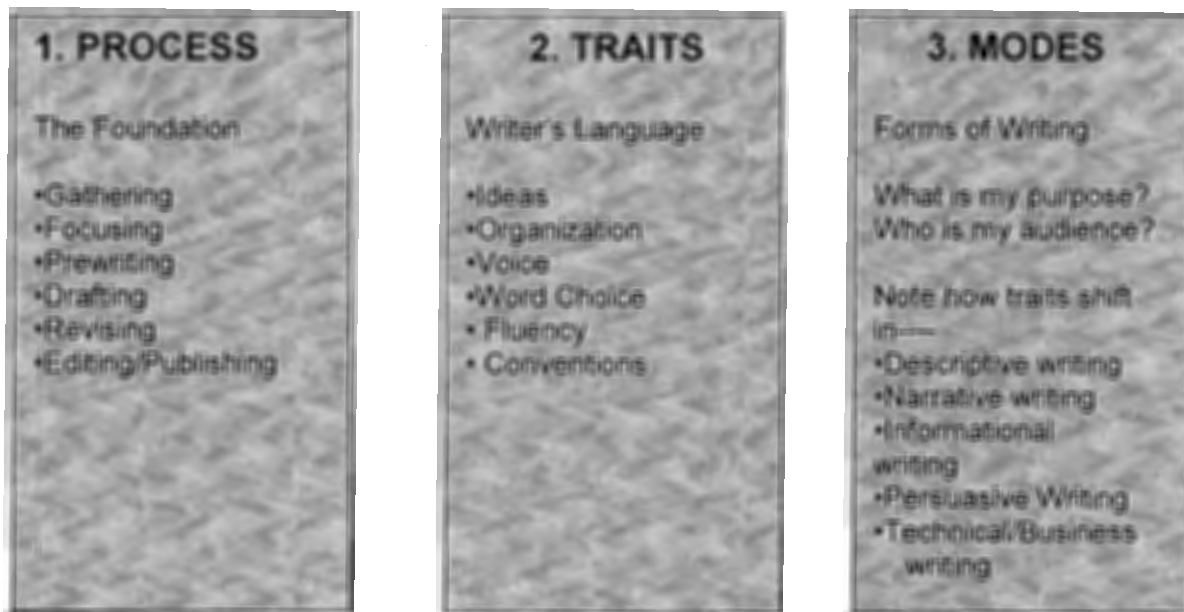 1. PROCESS
The Foundation
•Gathering
•Focusing
•Prewriting
•Drafting
•Revising
•Editing/Publishing
2. TRAITS
Writer's Language
•Ideas
•Organization
•Voice
•Word Choice
• Fluency
• Conventions
3. MODES
Forms of Writing
What is my purpose?
Who is my audience?
Note how traits shift
in----
•Descriptive writing
•Narrative writing
•Informational
writing
•Persuasive Writing
•Technical/Business
writing